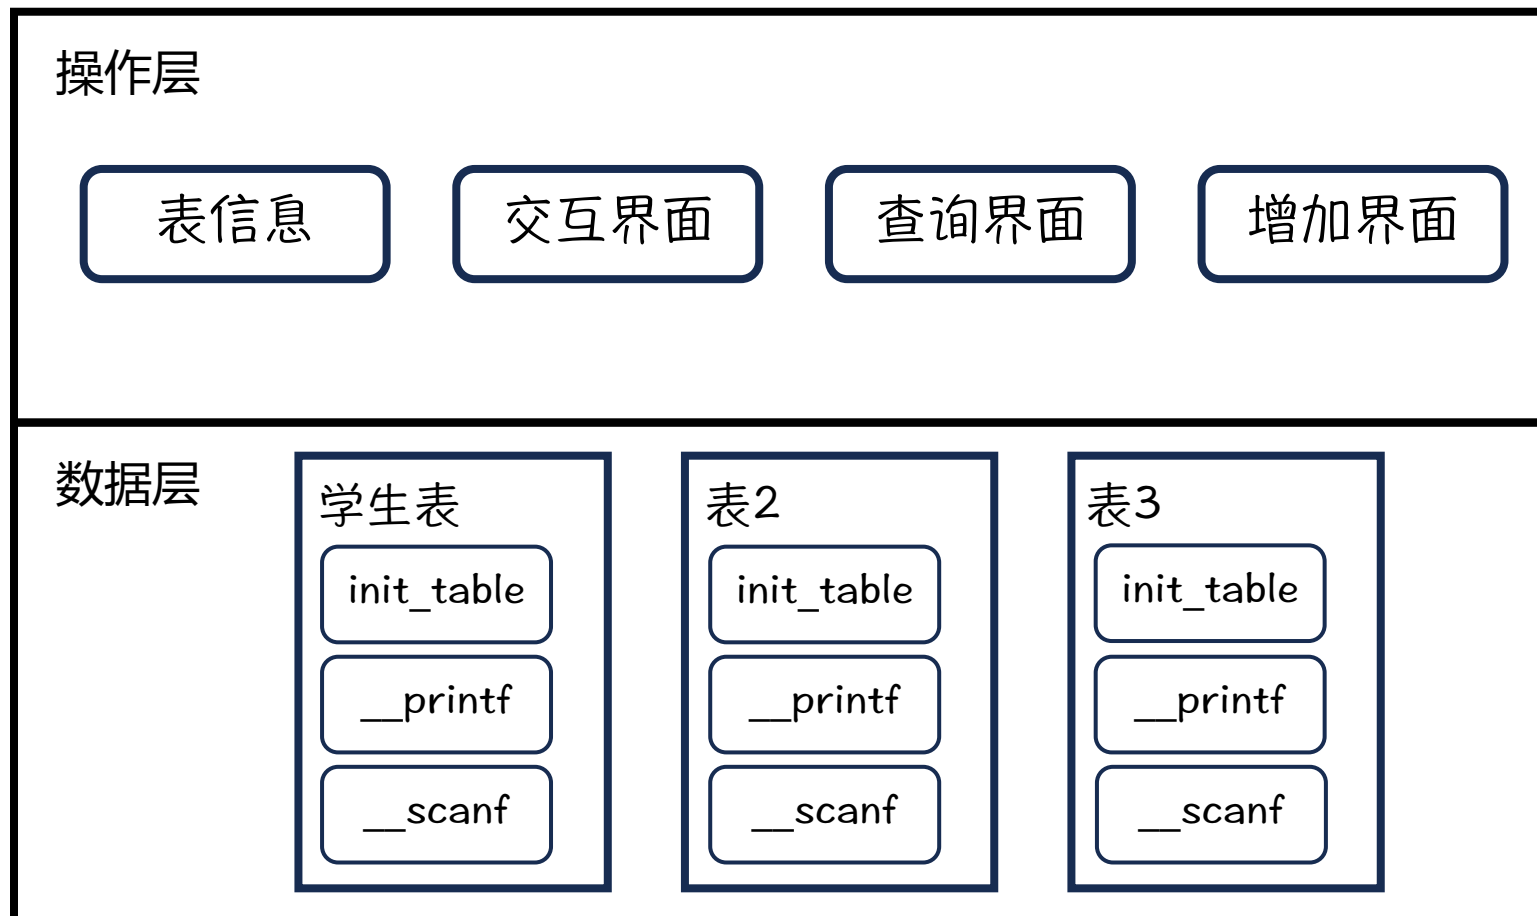 操作层
表信息 交互界面 查询界面 增加界面
数据层
学生表
init_table
__printf
__scanf
表2
init_table
__printf
__scanf
表3
init_table
__printf
__scanf